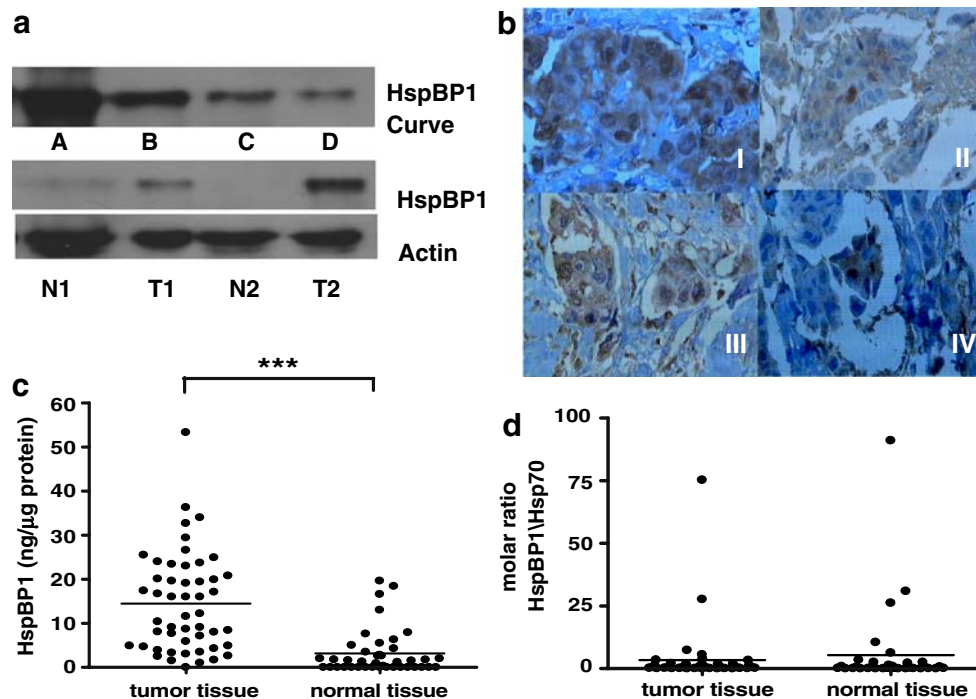 a
HspBP1
Curve
A B C D
HspBP1
Actin
N1 T1 N2 T2
b
I
II
III
IV
c
***
HspBP1 (ng/µg protein)
60
50
40
30
20
10
0
tumor tissue normal tissue
d
molar ratio
HspBP1\Hsp70
100
75
50
25
0
tumor tissue normal tissue